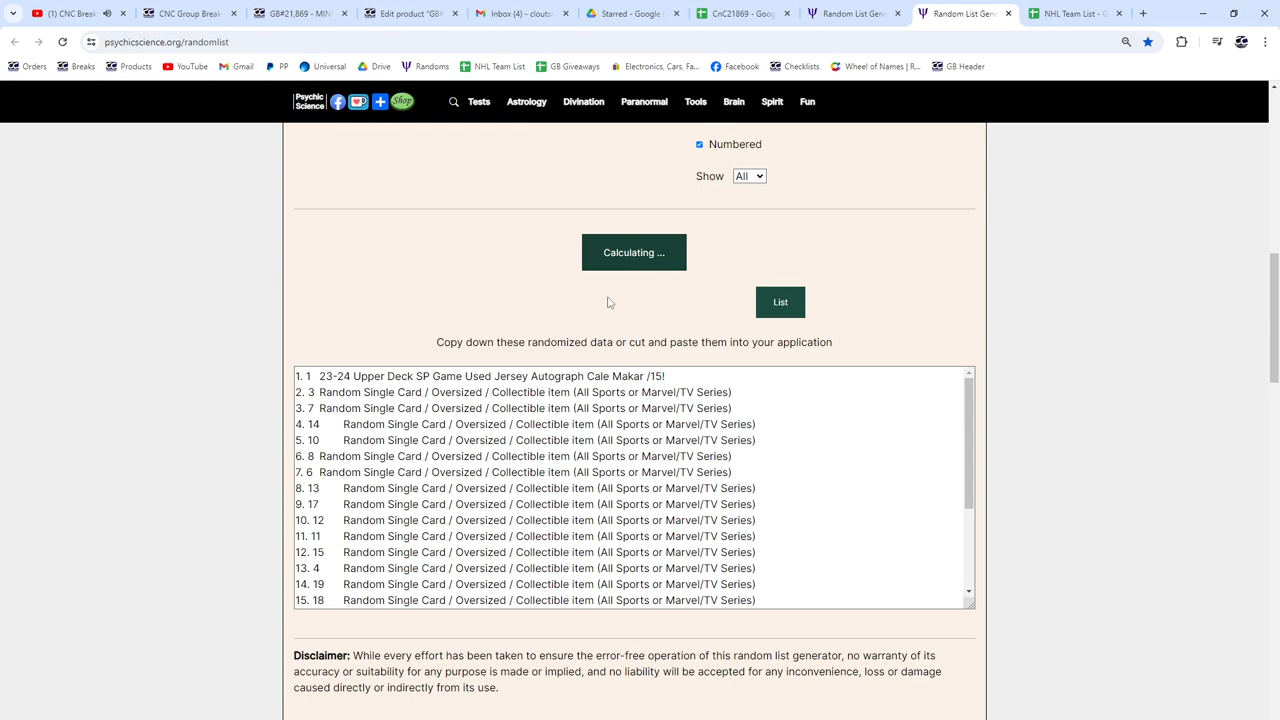 CNC Group Breaks
CNC Group Break
GB#21,869 - MIN
Edit product "GB
Inbox (4) - clouts
Starred - Google
CnC21869 - Goog
Random List Gen
Random List Gene
NHL Team List - G
psychicscience.org/randomlist
Orders
Breaks
Products
YouTube
Gmail
PP
Universal
Drive
Randoms
NHL Team List
GB Giveaways
Electronics, Cars, Fa...
Facebook
Checklists
Wheel of Names | R...
GB Header
Psychic
Science
Shop
Tests
Astrology
Divination
Paranormal
Tools
Brain
Spirit
Fun
Numbered
Show All
Calculating ...
List
Copy down these randomized data or cut and paste them into your application
1. 1 23-24 Upper Deck SP Game Used Jersey Autograph Cale Makar /15!
2. 3 Random Single Card / Oversized / Collectible item (All Sports or Marvel/TV Series)
3. 7 Random Single Card / Oversized / Collectible item (All Sports or Marvel/TV Series)
4. 14 Random Single Card / Oversized / Collectible item (All Sports or Marvel/TV Series)
5. 10 Random Single Card / Oversized / Collectible item (All Sports or Marvel/TV Series)
6. 8 Random Single Card / Oversized / Collectible item (All Sports or Marvel/TV Series)
7. 6 Random Single Card / Oversized / Collectible item (All Sports or Marvel/TV Series)
8. 13 Random Single Card / Oversized / Collectible item (All Sports or Marvel/TV Series)
9. 17 Random Single Card / Oversized / Collectible item (All Sports or Marvel/TV Series)
10. 12 Random Single Card / Oversized / Collectible item (All Sports or Marvel/TV Series)
11. 11 Random Single Card / Oversized / Collectible item (All Sports or Marvel/TV Series)
12. 15 Random Single Card / Oversized / Collectible item (All Sports or Marvel/TV Series)
13. 4 Random Single Card / Oversized / Collectible item (All Sports or Marvel/TV Series)
14. 19 Random Single Card / Oversized / Collectible item (All Sports or Marvel/TV Series)
15. 18 Random Single Card / Oversized / Collectible item (All Sports or Marvel/TV Series)
Disclaimer: While every effort has been taken to ensure the error-free operation of this random list generator, no warranty of its
accuracy or suitability for any purpose is made or implied, and no liability will be accepted for any inconvenience, loss or damage
caused directly or indirectly from its use.